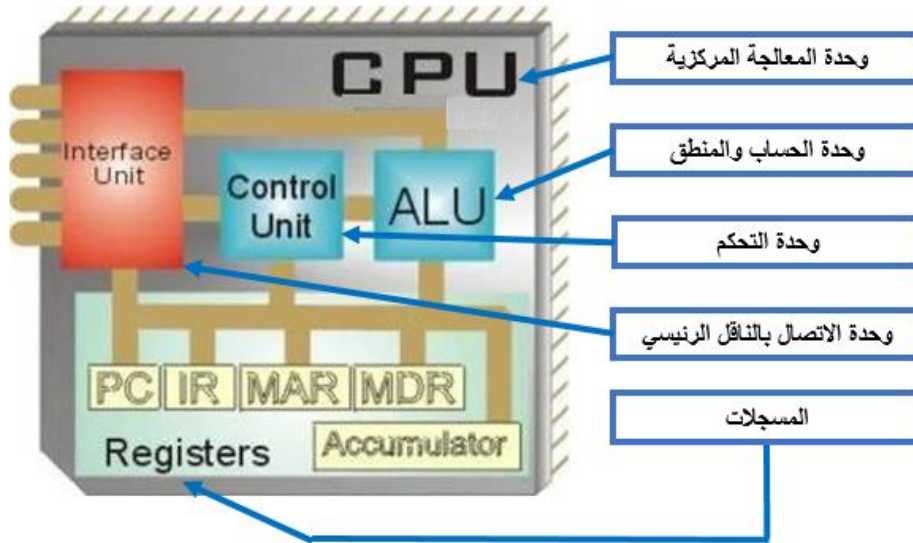 CPU
وحدة المعالجة المركزية
Interface
Unit
Control
Unit
ALU
وحدة الحساب والمنطق
وحدة التحكم
وحدة الاتصال بالناقل الرئيسي
PC IR MAR MDR
المسجلات
Registers
Accumulator